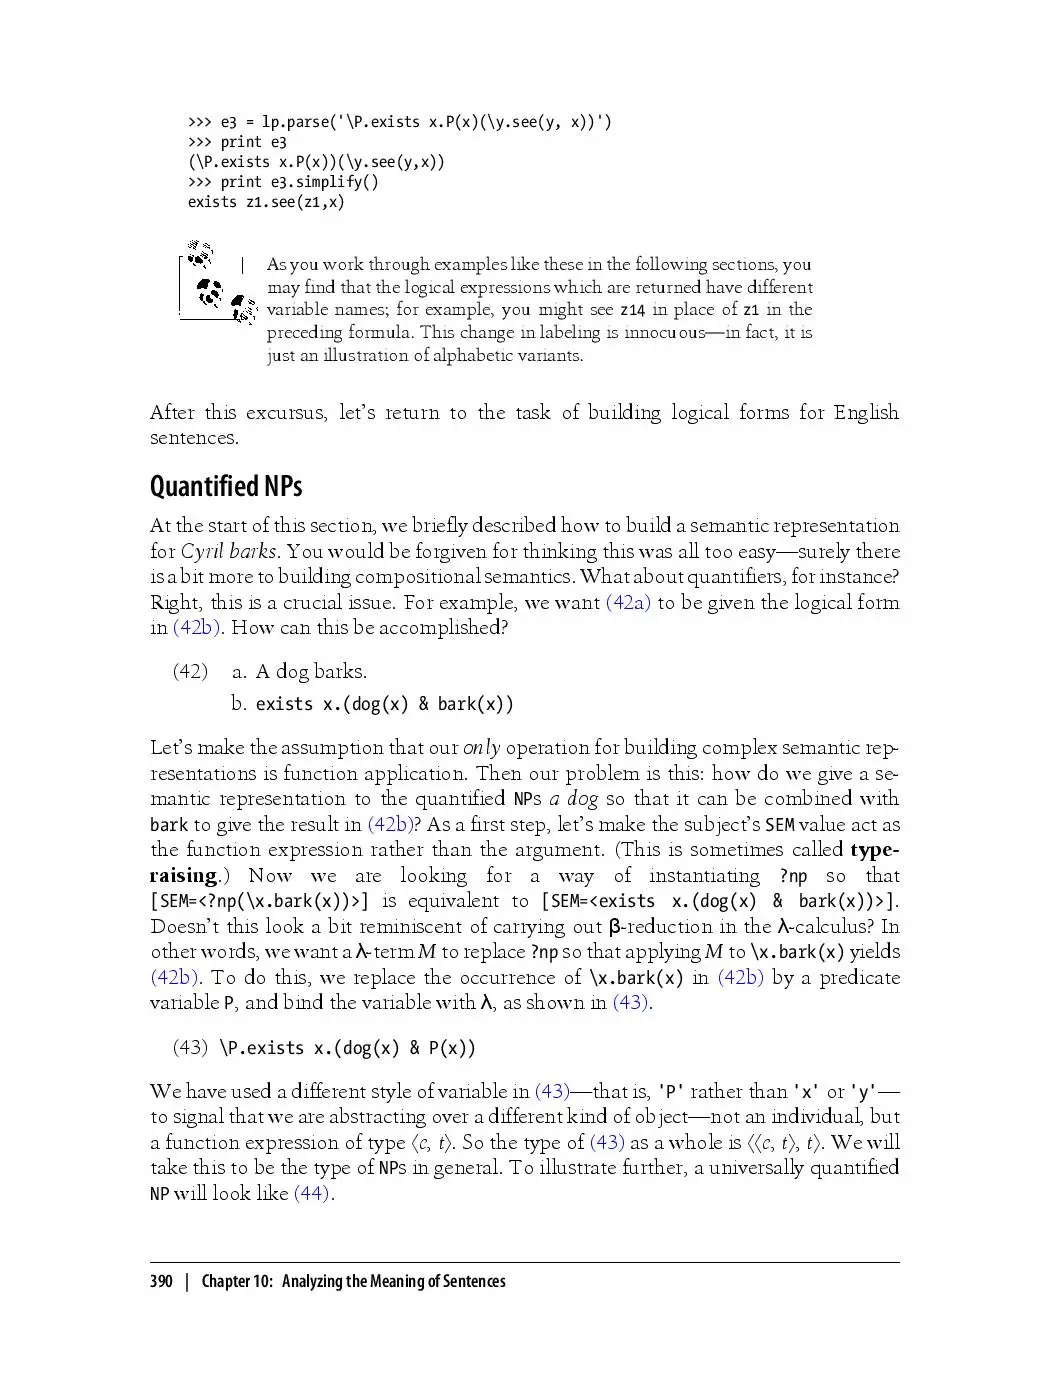 >>> e3 = lp.parse('\P.exists x.P(x)(\y.see(y, x))')
>>> print e3
(\P.exists x.P(x))(\y.see(y,x))
>>> print e3.simplify()
exists z1.see(z1,x)
As you work through examples like these in the following sections, you
may find that the logical expressions which are returned have different
variable names; for example, you might see z14 in place of z1 in the
preceding formula. This change in labeling is innocuous—in fact, it is
just an illustration of alphabetic variants.
After this excursus, let's return to the task of building logical forms for English
sentences.
Quantified NPs
At the start of this section, we briefly described how to build a semantic representation
for Cyril barks. You would be forgiven for thinking this was all too easy—surely there
is a bit more to building compositional semantics. What about quantifiers, for instance?
Right, this is a crucial issue. For example, we want (42a) to be given the logical form
in (42b). How can this be accomplished?
(42) a. A dog barks.
b. exists x.(dog(x) & bark(x))
Let's make the assumption that our only operation for building complex semantic rep-
resentations is function application. Then our problem is this: how do we give a se-
mantic representation to the quantified NPs a dog so that it can be combined with
bark to give the result in (42b)? As a first step, let's make the subject's SEM value act as
the function expression rather than the argument. (This is sometimes called type-
raising.) Now we are looking for a way of instantiating ?np so that
[SEM=<?np(\x.bark(x))>] is equivalent to [SEM=<exists x.(dog(x) & bark(x))>].
Doesn't this look a bit reminiscent of carrying out β-reduction in the λ-calculus? In
other words, we want a λ-term M to replace ?np so that applying M to \x.bark(x) yields
(42b). To do this, we replace the occurrence of \x.bark(x) in (42b) by a predicate
variable P, and bind the variable with λ, as shown in (43).
(43) \P.exists x.(dog(x) & P(x))
We have used a different style of variable in (43)—that is, 'P' rather than 'x' or 'y'—
to signal that we are abstracting over a different kind of object—not an individual, but
a function expression of type ⟨e, t⟩. So the type of (43) as a whole is ⟨⟨e, t⟩, t⟩. We will
take this to be the type of NPs in general. To illustrate further, a universally quantified
NP will look like (44).
390 | Chapter 10: Analyzing the Meaning of Sentences